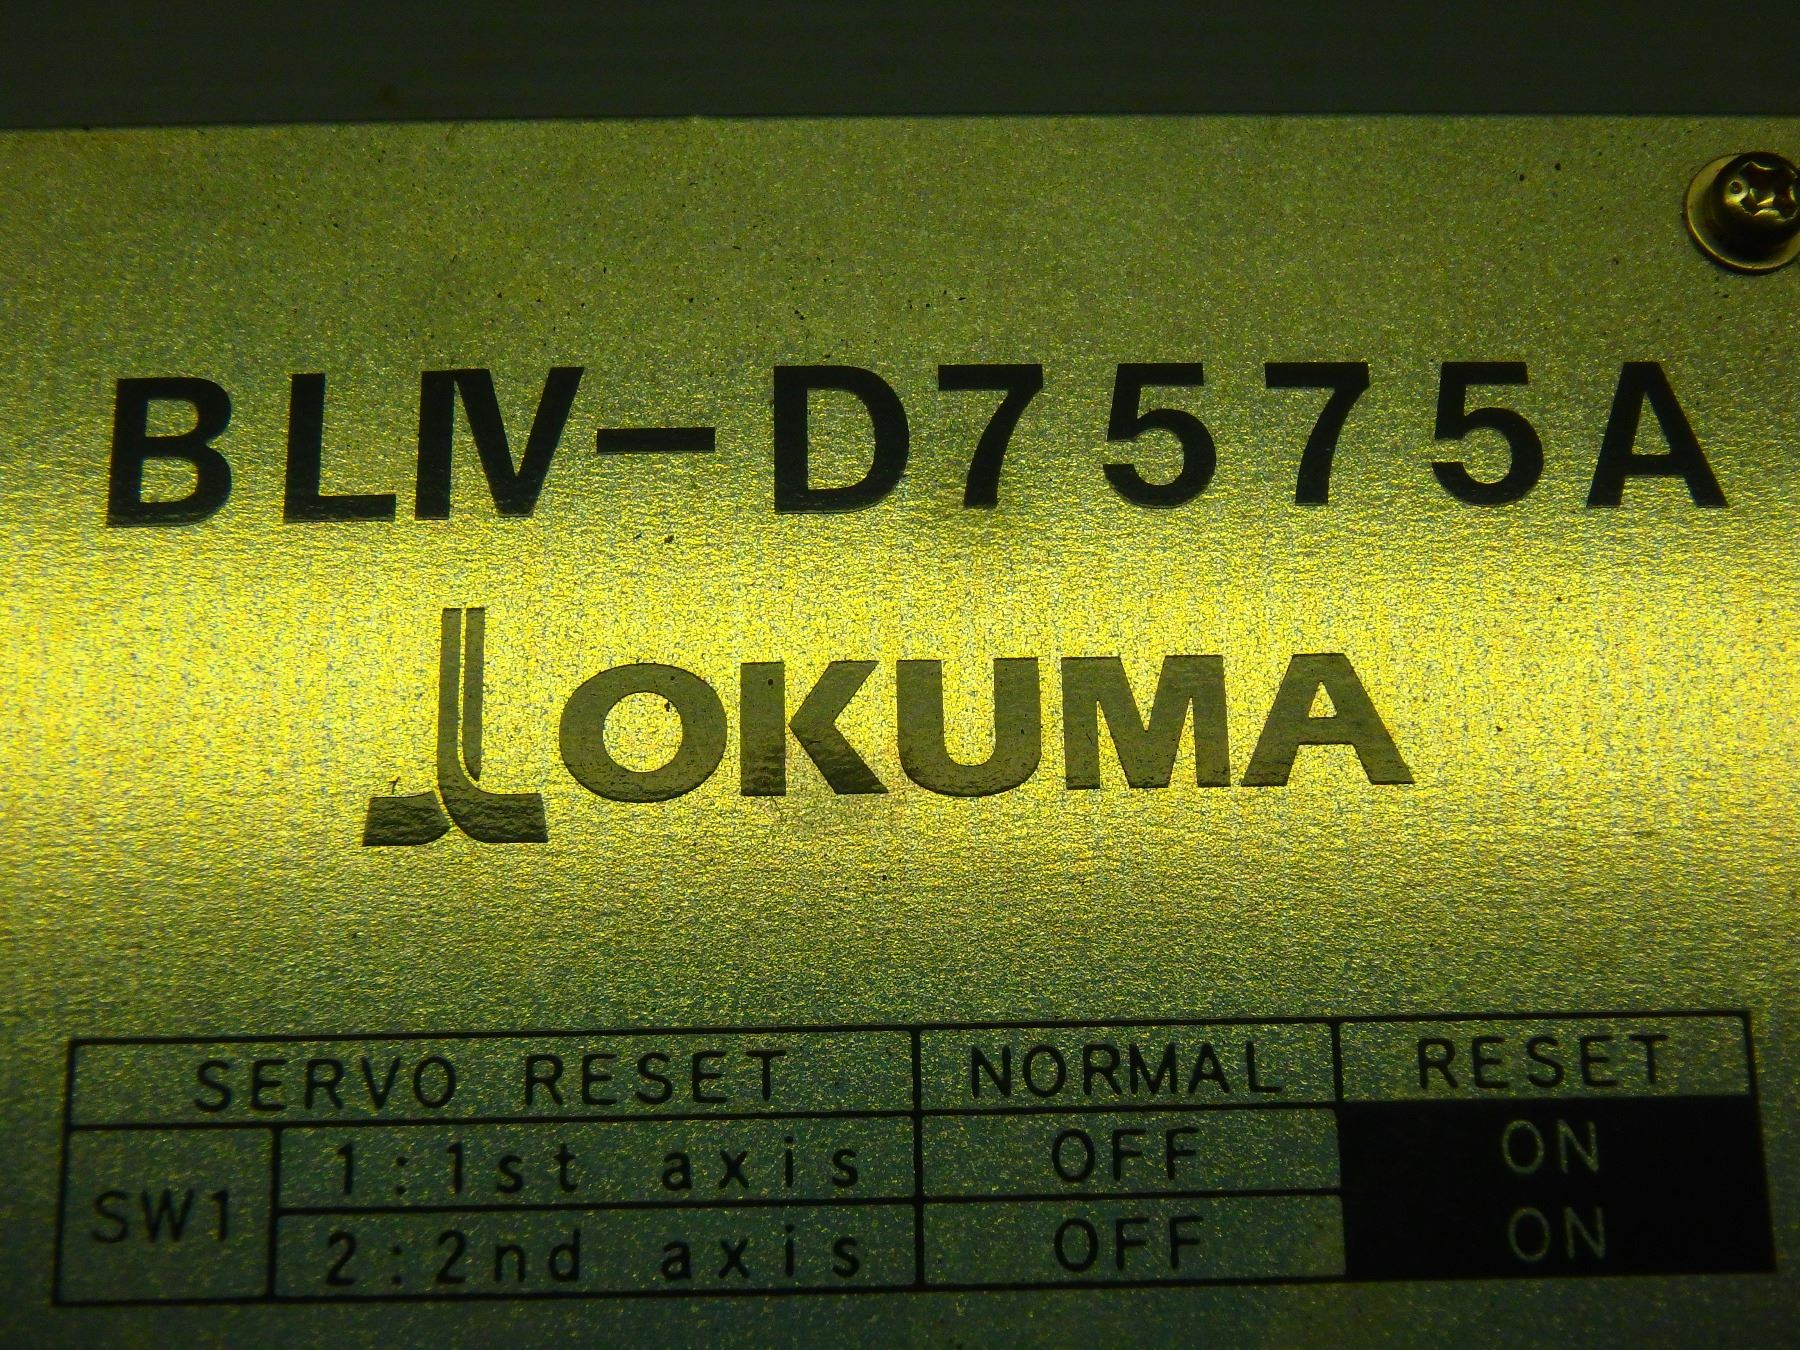 BLIV-D7575A
OKUMA
SERVO RESET NORMAL RESET
SW1 1:1st axis OFF ON
2:2nd axis OFF ON